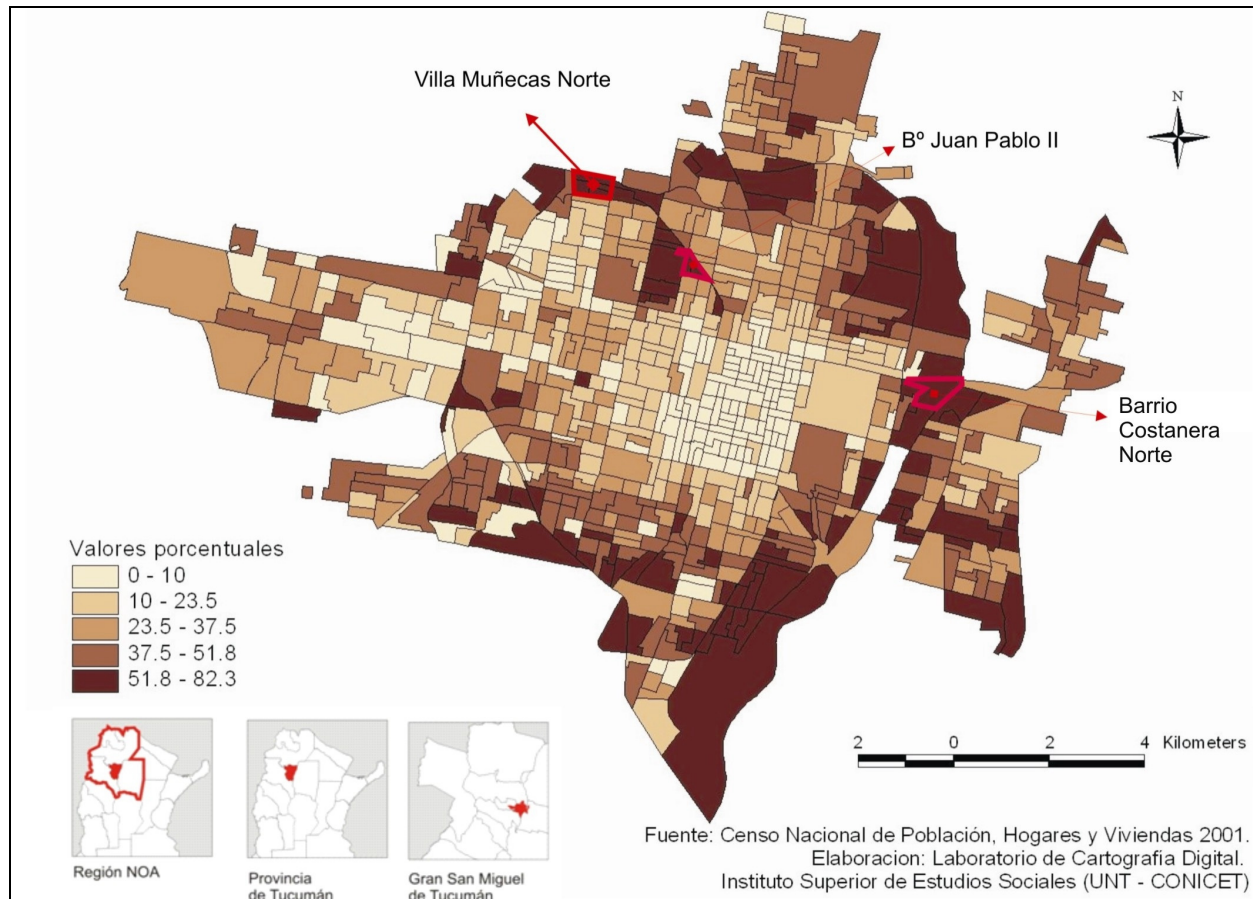 Villa Muñecas Norte
N
Bº Juan Pablo II
Barrio
Costanera
Norte
Valores porcentuales
0 - 10
10 - 23.5
23.5 - 37.5
37.5 - 51.8
51.8 - 82.3
2 0 2 4 Kilometers
Región NOA
Provincia
de Tucumán
Gran San Miguel
de Tucumán
Fuente: Censo Nacional de Población, Hogares y Viviendas 2001.
Elaboracion: Laboratorio de Cartografía Digital.
Instituto Superior de Estudios Sociales (UNT - CONICET)